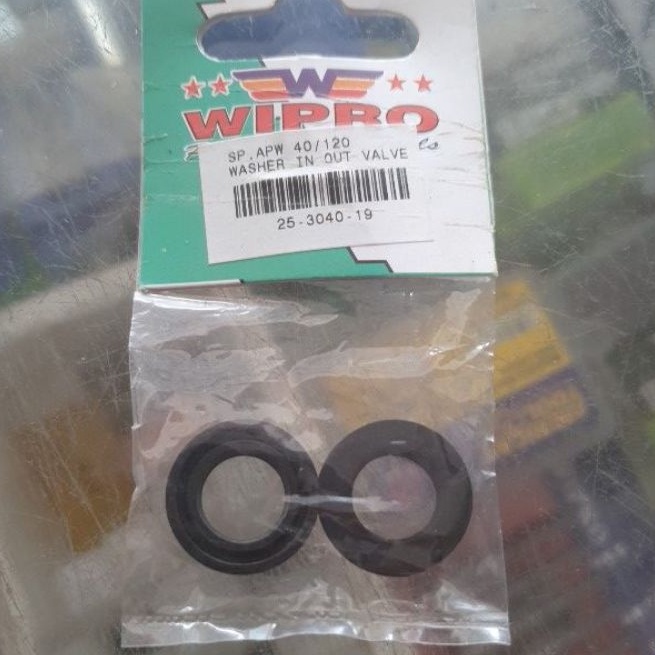 W
WIPRO
SP.APW 40/120
WASHER IN OUT VALVE
25-3040-19